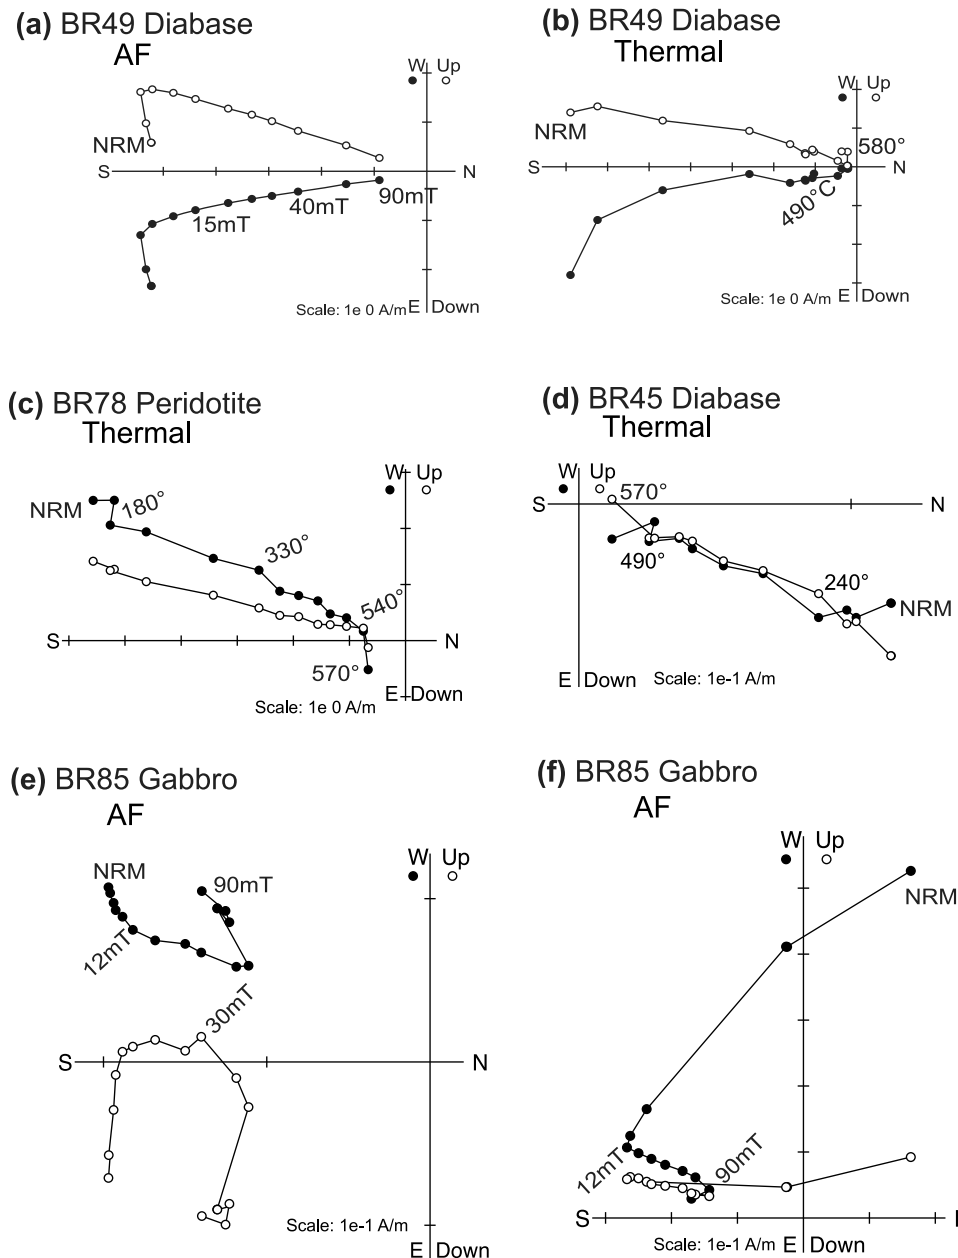 (a) BR49 Diabase
AF
W Up
NRM
S N
15mT 40mT 90mT
Scale: 1e 0 A/m E Down
(b) BR49 Diabase
Thermal
W Up
NRM 580°
S N
490°C
Scale: 1e 0 A/m E Down
(c) BR78 Peridotite
Thermal
W Up
NRM 180°
330°
540°
S N
570°
E Down
Scale: 1e 0 A/m
(d) BR45 Diabase
Thermal
W Up
570°
S N
490° 240°
NRM
E Down Scale: 1e-1 A/m
(e) BR85 Gabbro
AF
W Up
NRM 90mT
12mT
30mT
S N
Scale: 1e-1 A/m
E Down
(f) BR85 Gabbro
AF
W Up
NRM
12mT 90mT
S
Scale: 1e-1 A/m E Down